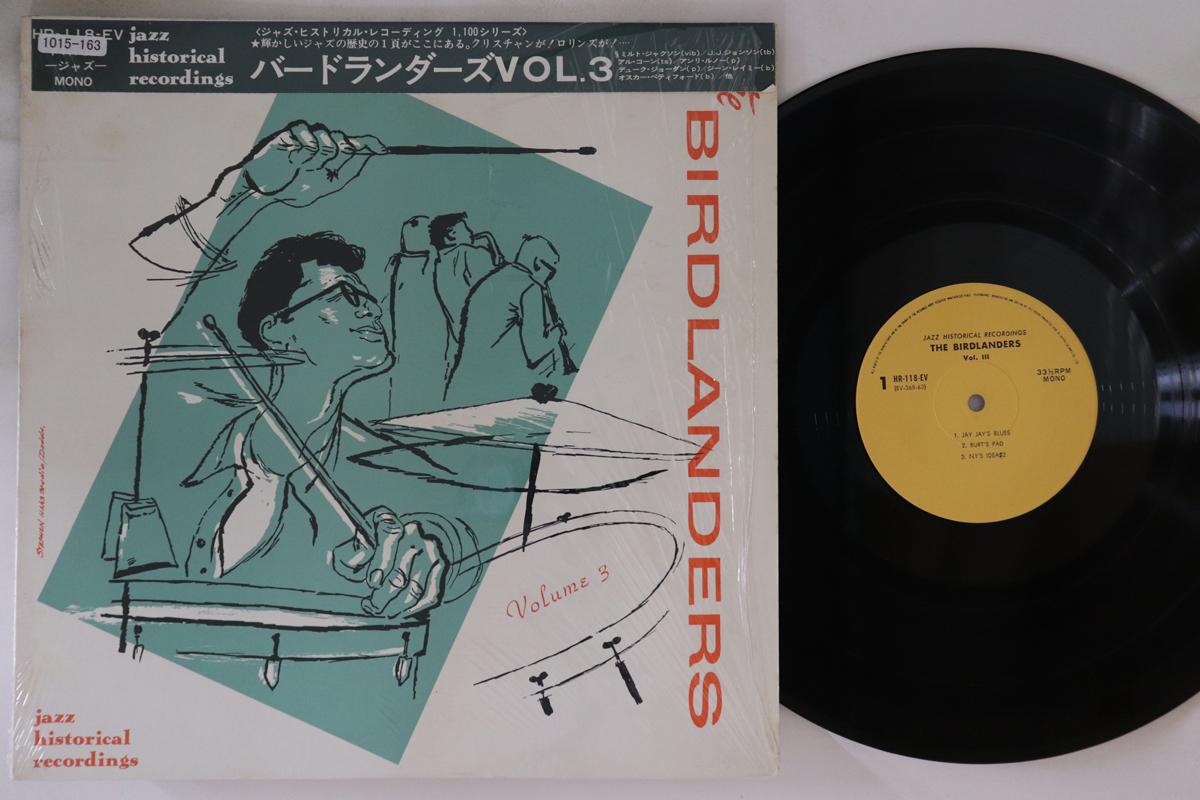 HR-118-EV
1015-163
—ジャズ—
MONO
jazz
historical
recordings
〈ジャズ・ヒストリカル・レコーディング 1,100シリーズ〉
★輝かしいジャズの歴史の1頁がここにある。クリスチャンが!ロリンズが!‥‥
バードランダーズVOL.3
ミルト・ジャクソン(vib)/J.J.ジョンソン(tb)
アル・コーン(ts)/アンリ・ルノー(p)
デューク・ジョーダン(p)/ジーン・レイミー(b)
オスカー・ペティフォード(b)/他
BIRDLANDERS
Volume 3
jazz
historical
recordings
JAZZ HISTORICAL RECORDINGS
THE BIRDLANDERS
Vol. III
1
HR-118-EV
(EV-368-63)
33⅓RPM
MONO
1. JAY JAY'S BLUES
2. BURT'S PAD
3. NY'S IDEA#2